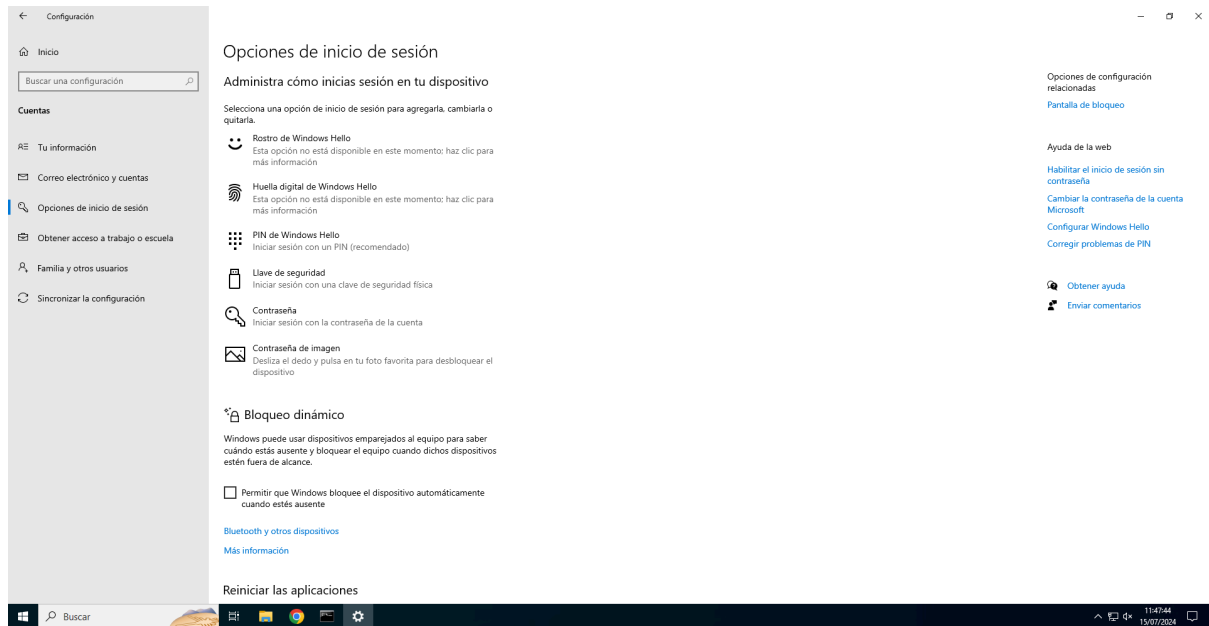 Configuración
Inicio
Buscar una configuración
Cuentas
Tu información
Correo electrónico y cuentas
Opciones de inicio de sesión
Obtener acceso a trabajo o escuela
Familia y otros usuarios
Sincronizar la configuración
Opciones de inicio de sesión
Administra cómo inicias sesión en tu dispositivo
Selecciona una opción de inicio de sesión para agregarla, cambiarla o
quitarla.
Rostro de Windows Hello
Esta opción no está disponible en este momento: haz clic para
más información
Huella digital de Windows Hello
Esta opción no está disponible en este momento: haz clic para
más información
PIN de Windows Hello
Iniciar sesión con un PIN (recomendado)
Llave de seguridad
Iniciar sesión con una clave de seguridad física
Contraseña
Iniciar sesión con la contraseña de la cuenta
Contraseña de imagen
Desliza el dedo y pulsa en tu foto favorita para desbloquear el
dispositivo
Bloqueo dinámico
Windows puede usar dispositivos emparejados al equipo para saber
cuándo estás ausente y bloquear el equipo cuando dichos dispositivos
estén fuera de alcance.
Permitir que Windows bloquee el dispositivo automáticamente
cuando estés ausente
Bluetooth y otros dispositivos
Más información
Reiniciar las aplicaciones
Opciones de configuración
relacionadas
Pantalla de bloqueo
Ayuda de la web
Habilitar el inicio de sesión sin
contraseña
Cambiar la contraseña de la cuenta
Microsoft
Configurar Windows Hello
Corregir problemas de PIN
Obtener ayuda
Enviar comentarios
Buscar
11:47:44
15/07/2024